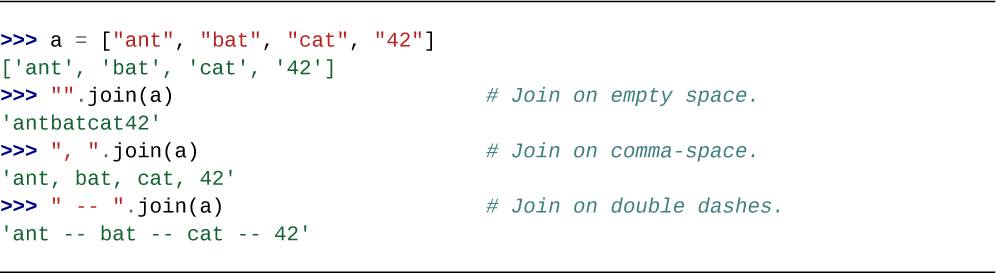 >>> a = ["ant", "bat", "cat", "42"]
['ant', 'bat', 'cat', '42']
>>> "".join(a)                         # Join on empty space.
'antbatcat42'
>>> ", ".join(a)                       # Join on comma-space.
'ant, bat, cat, 42'
>>> " -- ".join(a)                     # Join on double dashes.
'ant -- bat -- cat -- 42'